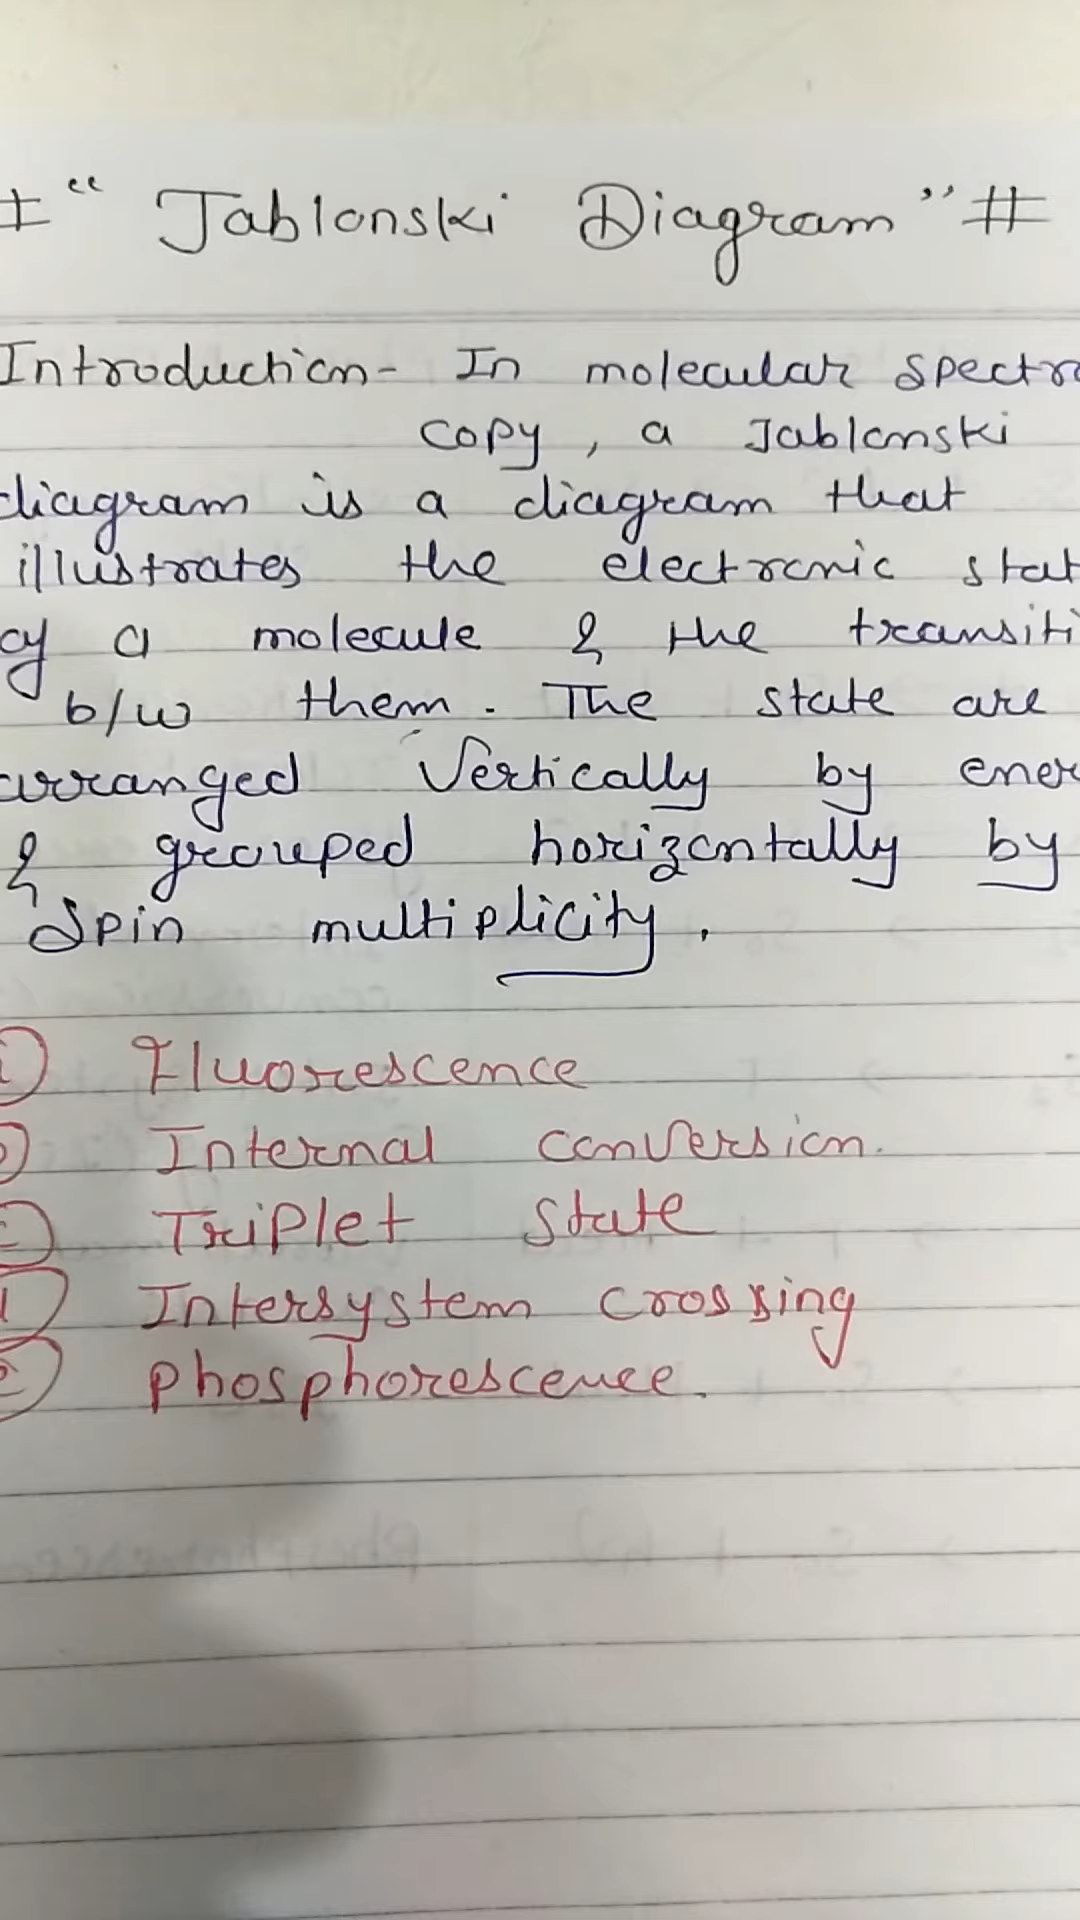 # “ Jablonski Diagram ” #
Introduction- In molecular spectro
copy , a Jablonski
diagram is a diagram that
illustrates the electronic stat
of a molecule & the transiti
b/w them. The state are
arranged Vertically by ener
& grouped horizontally by
Spin multiplicity.
Fluorescence
Internal conversion.
Triplet state
Intersystem crossing
phosphorescence.